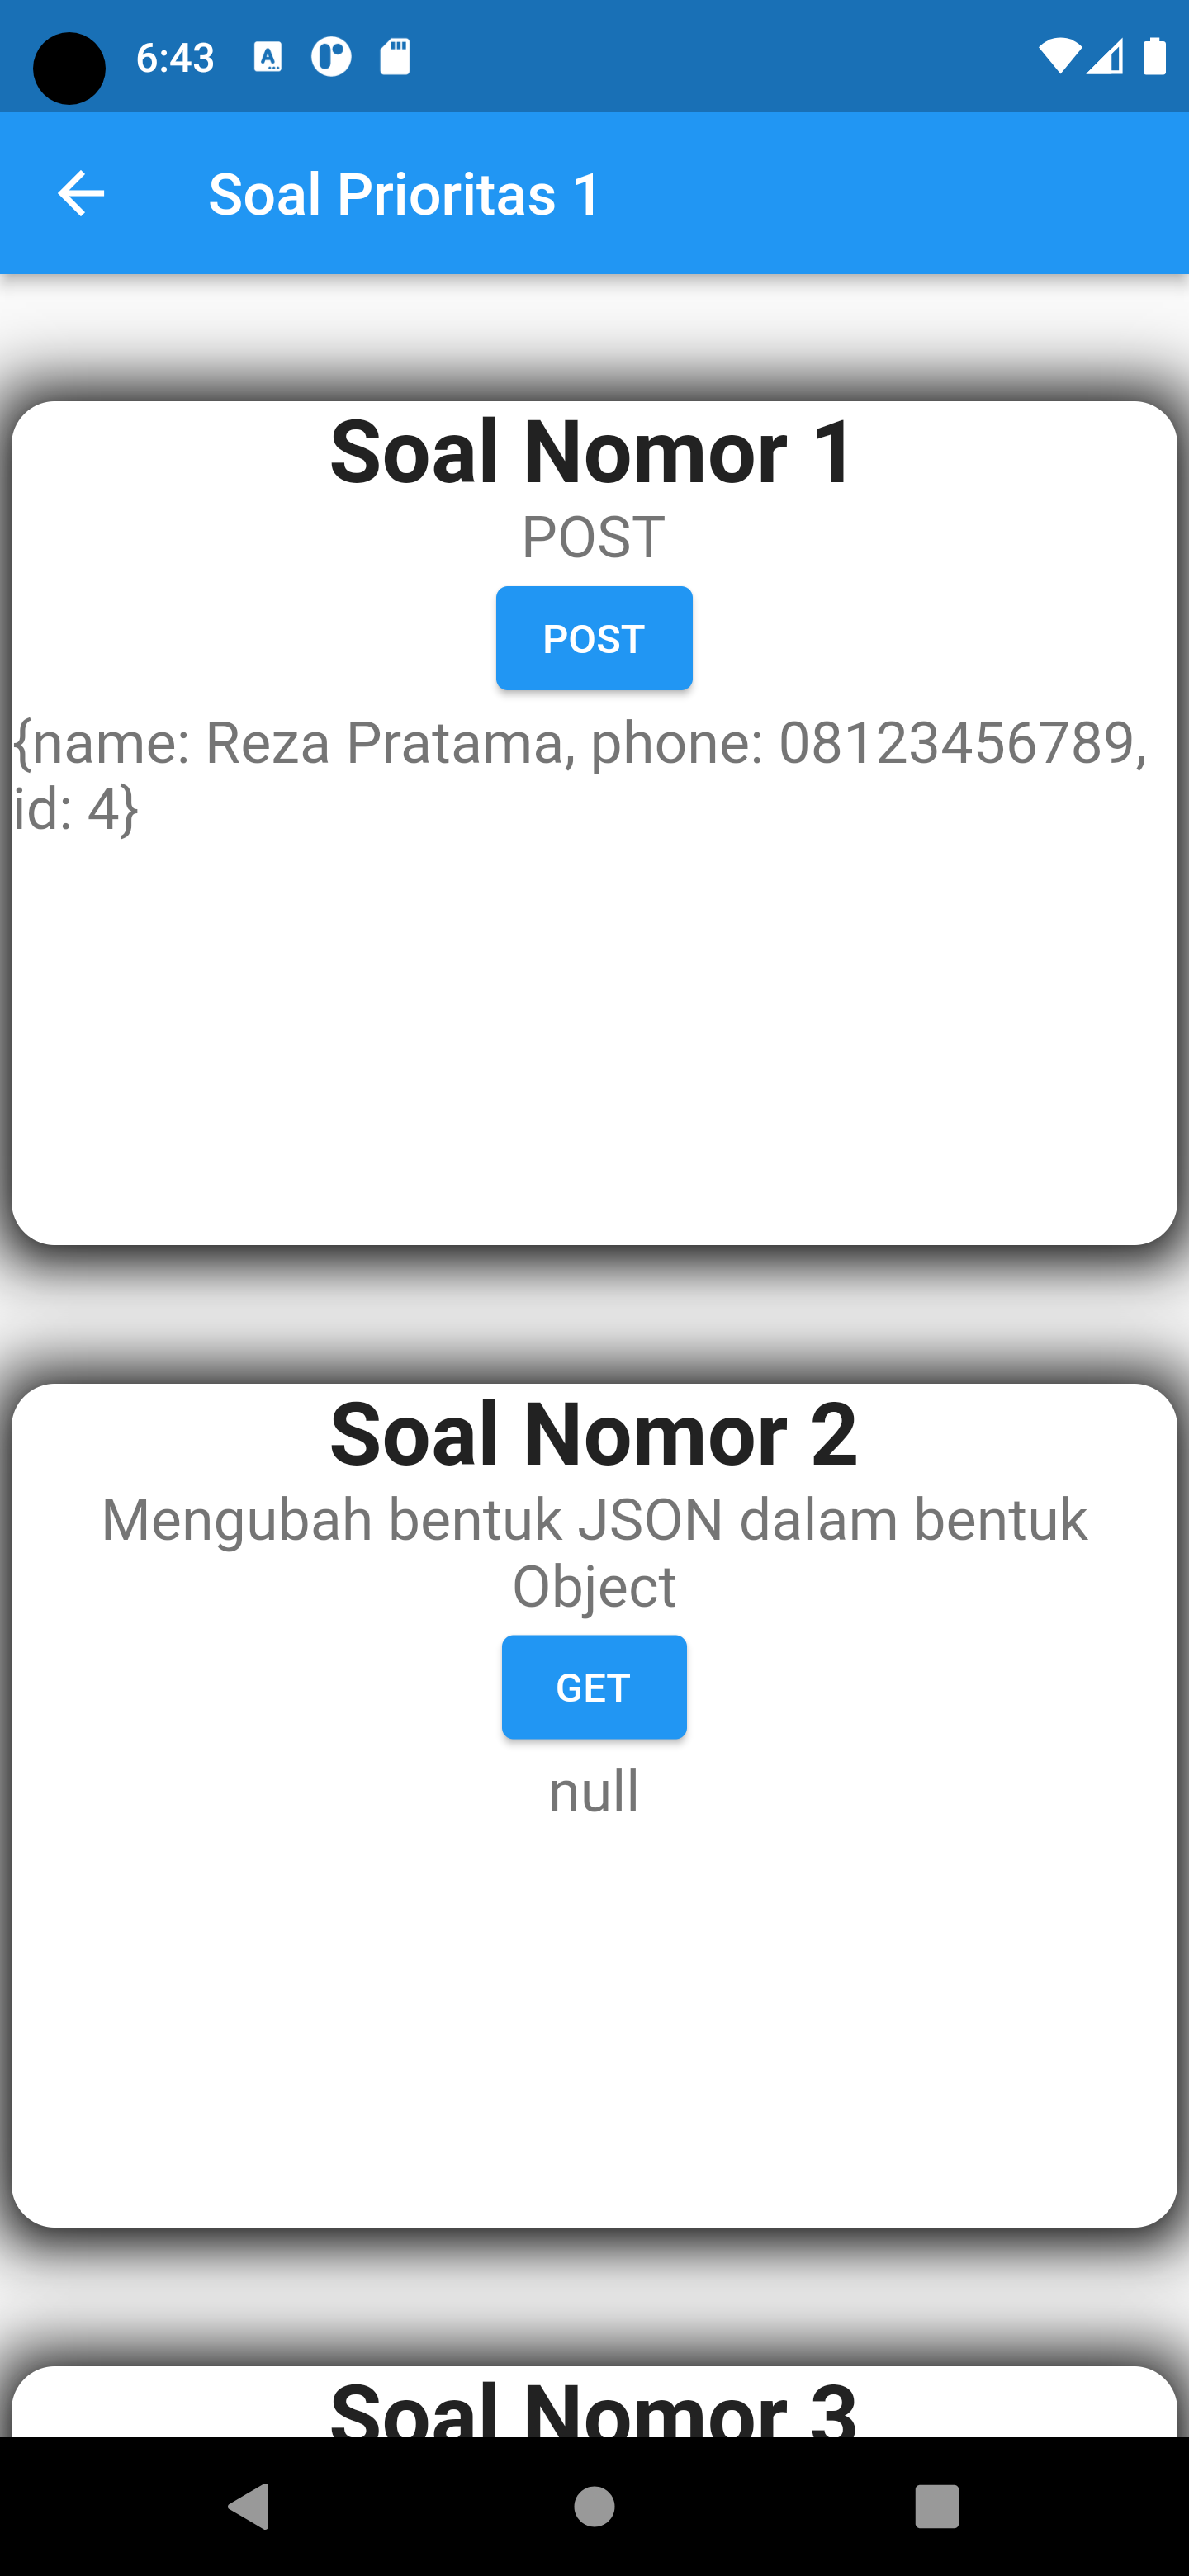 6:43
Soal Prioritas 1
Soal Nomor 1
POST
POST
{name: Reza Pratama, phone: 08123456789,
id: 4}
Soal Nomor 2
Mengubah bentuk JSON dalam bentuk
Object
GET
null
Soal Nomor 3